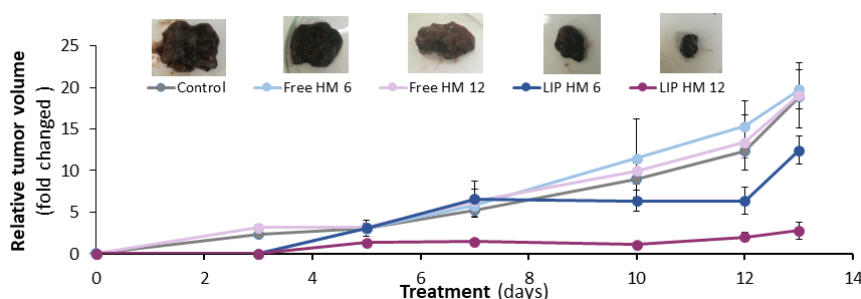 Relative tumor volume
(fold changed )
25
20
15
10
5
0
Control Free HM 6 Free HM 12 LIP HM 6 LIP HM 12
0 2 4 6 8 10 12 14
Treatment (days)